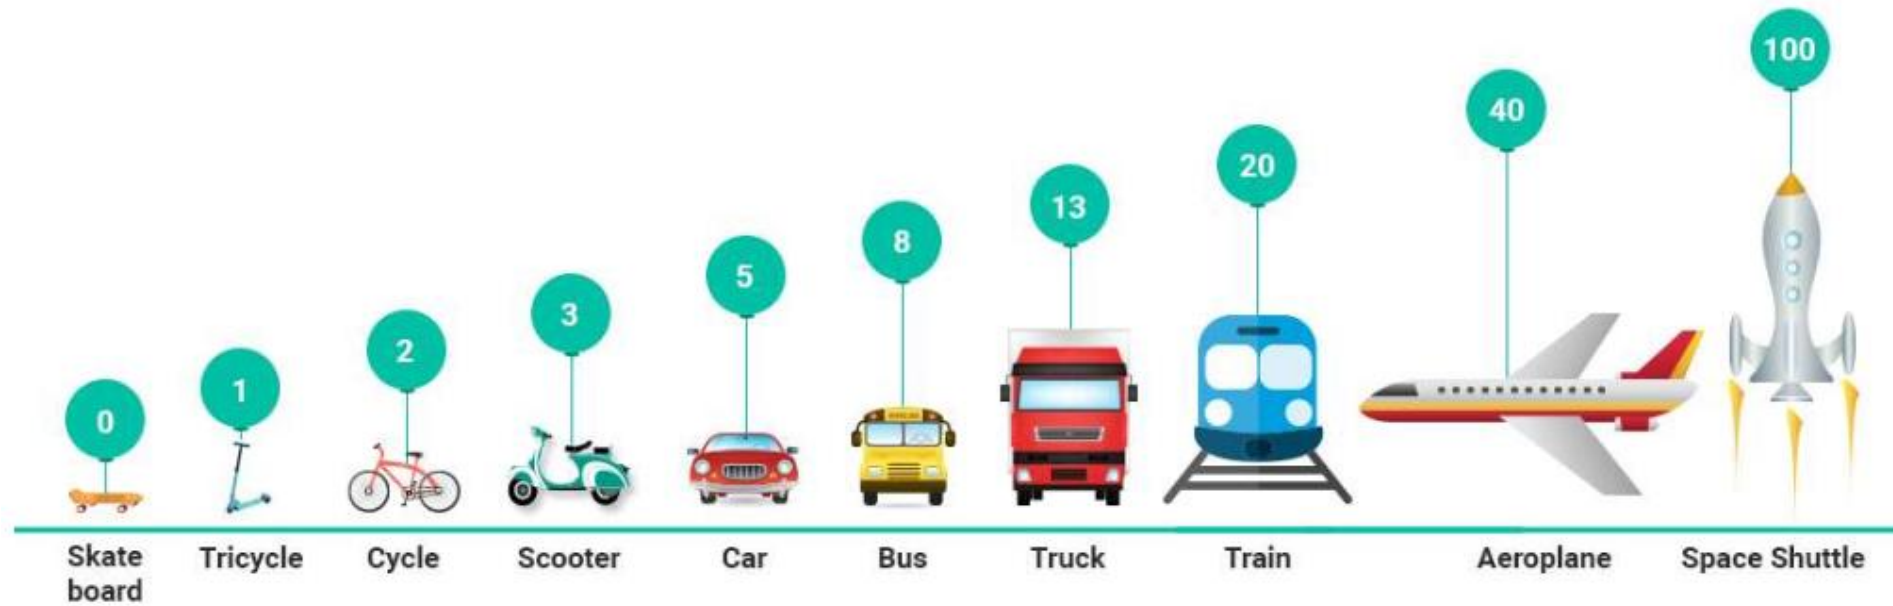 0
1
2
3
5
8
13
20
40
100
Skate
board
Tricycle
Cycle
Scooter
Car
Bus
Truck
Train
Aeroplane
Space Shuttle